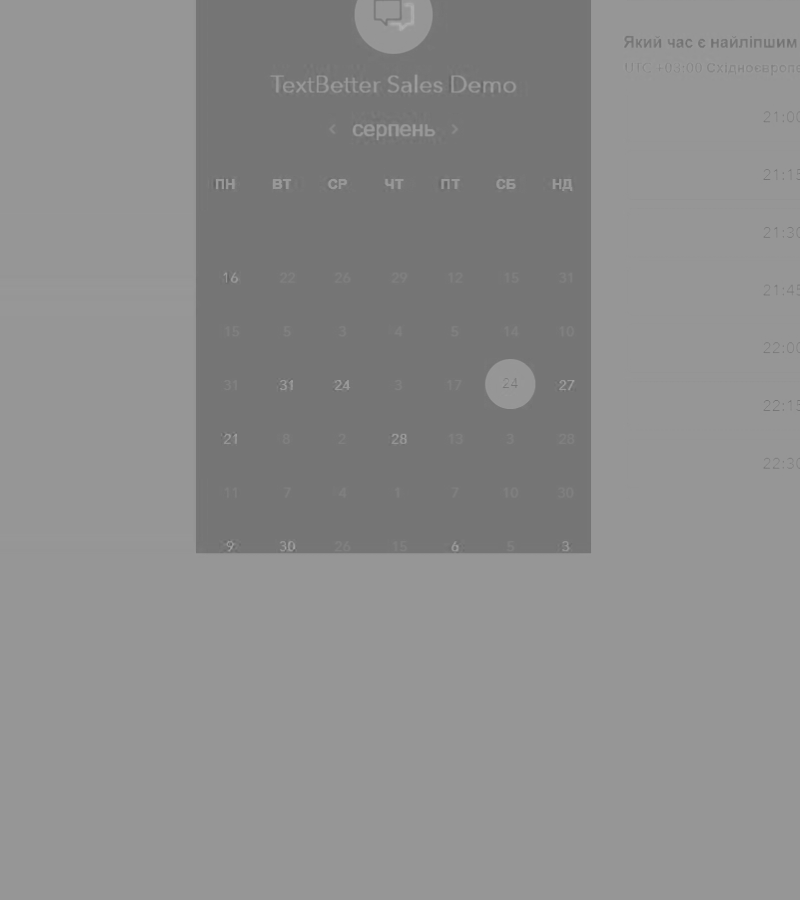 TextBetter Sales Demo
‹ серпень ›
ПН ВТ СР ЧТ ПТ СБ НД
16 22 26 29 12 15 31
15 5 3 4 5 14 10
31 31 24 3 17 24 27
21 8 2 28 13 3 28
11 7 4 1 7 10 30
9 30 26 15 6 5 3
Який час є найліпшим
UTC +03:00 Східноєвропе
21:00
21:15
21:30
21:45
22:00
22:15
22:30